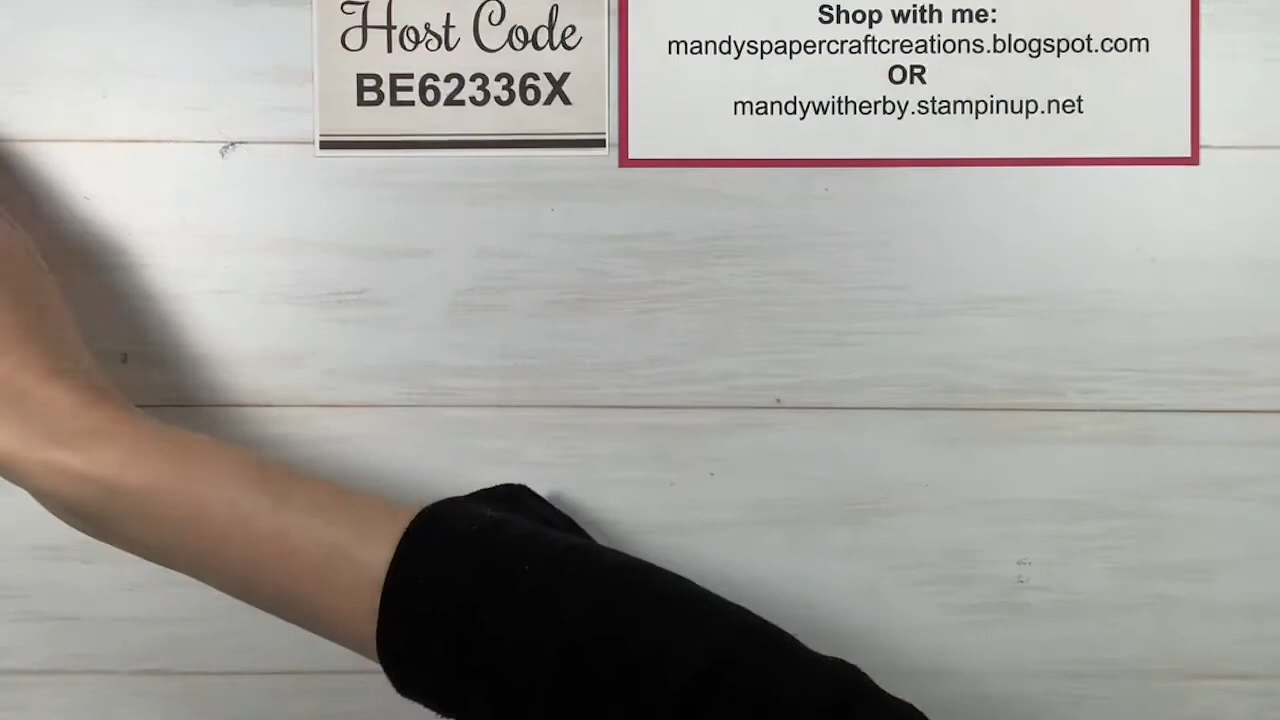 Host Code
BE62336X
Shop with me:
mandyspapercraftcreations.blogspot.com
OR
mandywitherby.stampinup.net